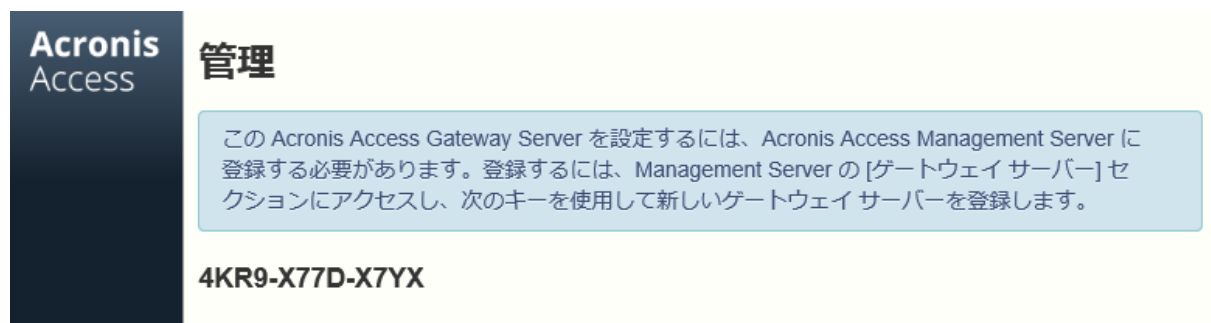 Acronis
Access
管理
この Acronis Access Gateway Server を設定するには、Acronis Access Management Server に
登録する必要があります。登録するには、Management Server の [ゲートウェイ サーバー] セ
クションにアクセスし、次のキーを使用して新しいゲートウェイ サーバーを登録します。
4KR9-X77D-X7YX